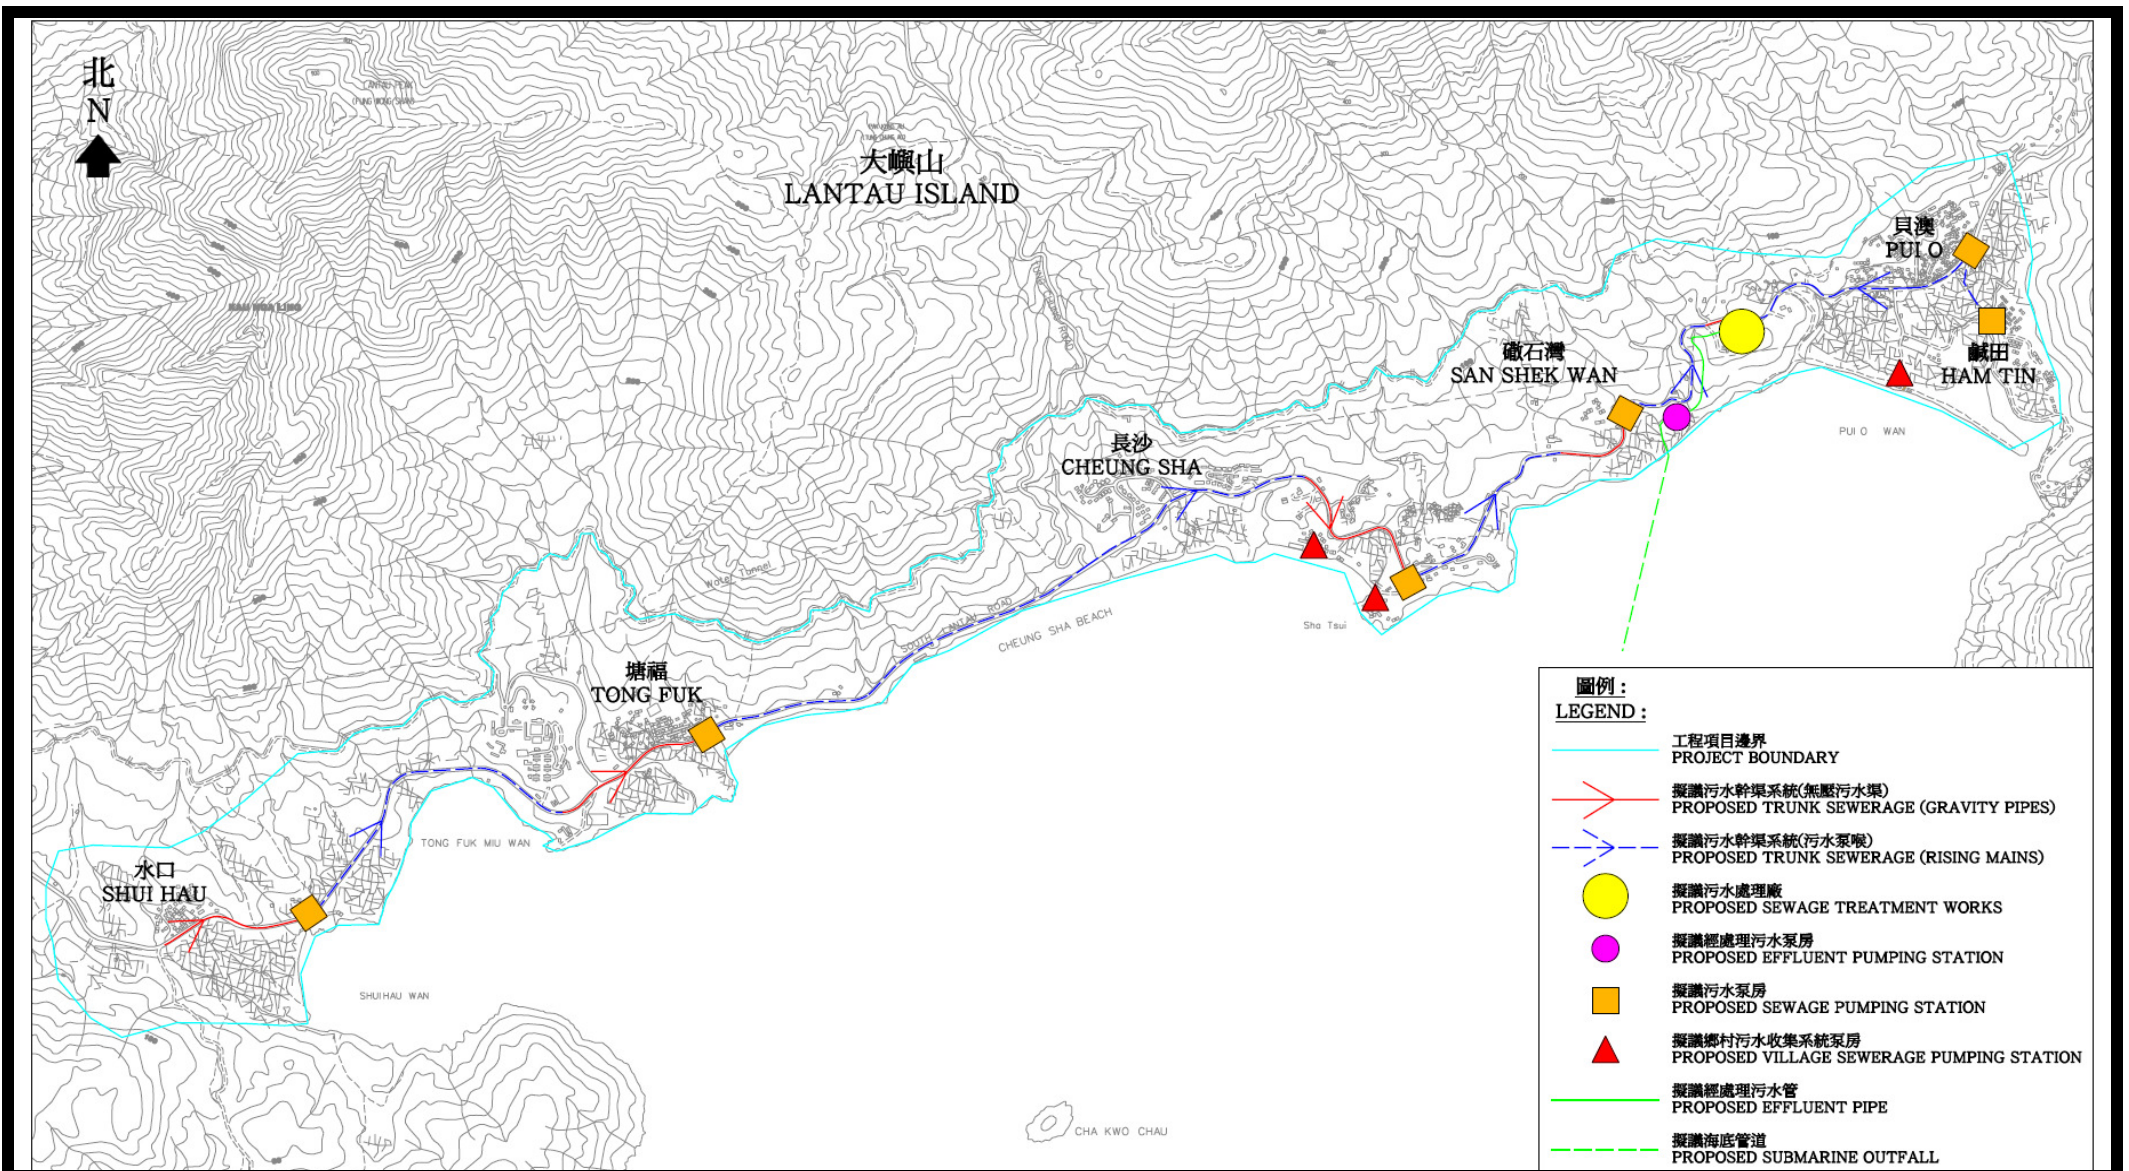 北
N
LANTAU PEAK
大嶼山
LANTAU ISLAND
TUNG CHUNG ROAD
貝澳
PUI O
鹹田
HAM TIN
PUI O WAN
䃟石灣
SAN SHEK WAN
長沙
CHEUNG SHA
Water Tunnel
SOUTH LANTAU ROAD
CHEUNG SHA BEACH
Sha Tsui
塘福
TONG FUK
TONG FUK MIU WAN
水口
SHUI HAU
SHUI HAU WAN
CHA KWO CHAU
圖例 :
LEGEND :
工程項目邊界
PROJECT BOUNDARY
擬議污水幹渠系統(無壓污水渠)
PROPOSED TRUNK SEWERAGE (GRAVITY PIPES)
擬議污水幹渠系統(污水泵喉)
PROPOSED TRUNK SEWERAGE (RISING MAINS)
擬議污水處理廠
PROPOSED SEWAGE TREATMENT WORKS
擬議經處理污水泵房
PROPOSED EFFLUENT PUMPING STATION
擬議污水泵房
PROPOSED SEWAGE PUMPING STATION
擬議鄉村污水收集系統泵房
PROPOSED VILLAGE SEWERAGE PUMPING STATION
擬議經處理污水管
PROPOSED EFFLUENT PIPE
擬議海底管道
PROPOSED SUBMARINE OUTFALL